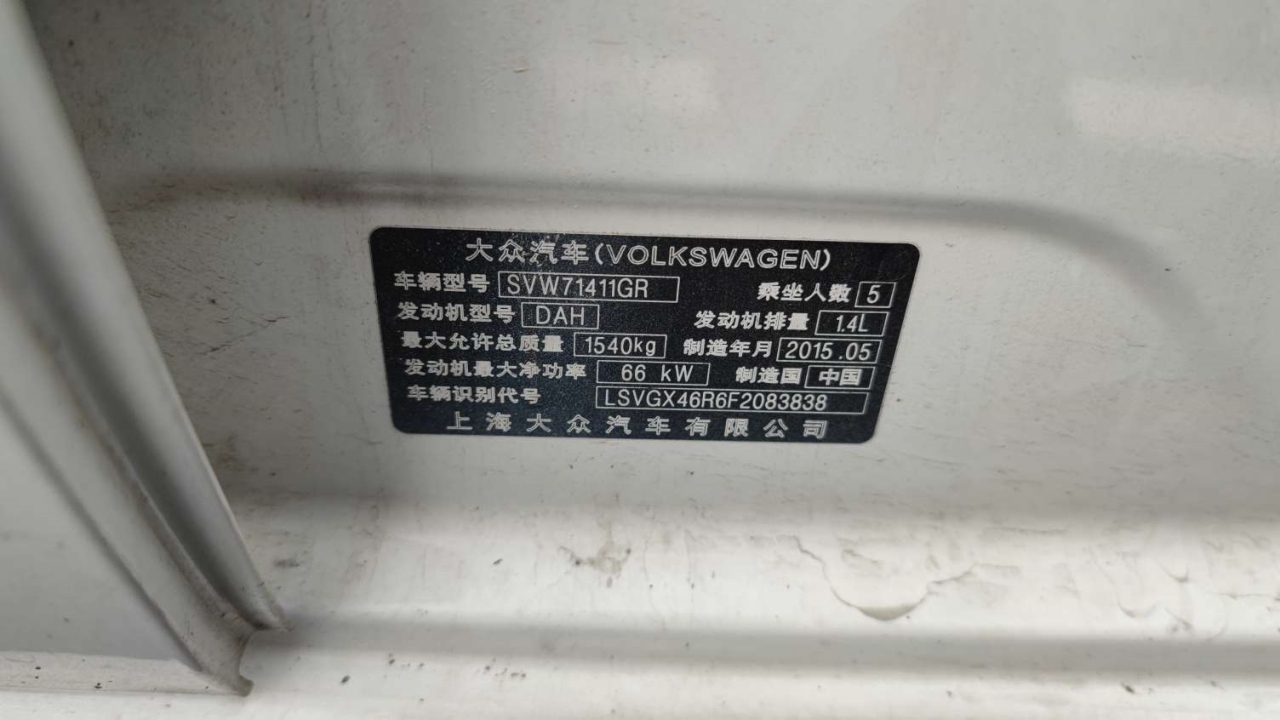 大众汽车(VOLKSWAGEN)
车辆型号 SVW71411GR 乘坐人数 5
发动机型号 DAH 发动机排量 1.4L
最大允许总质量 1540kg 制造年月 2015.05
发动机最大净功率 66 kW 制造国 中国
车辆识别代号 LSVGX46R6F2083838
上海大众汽车有限公司